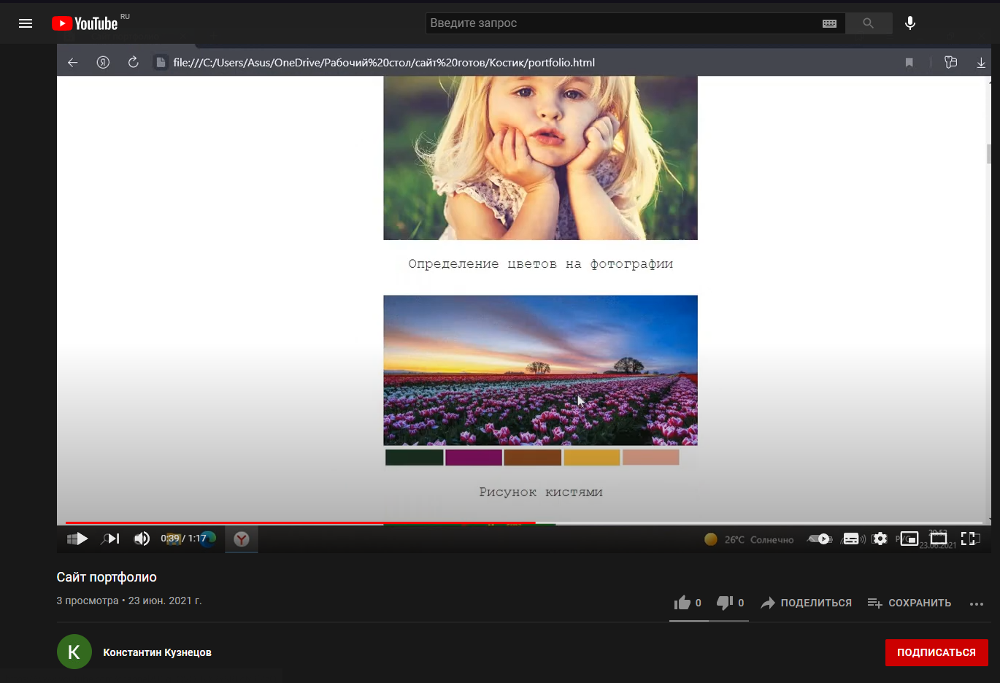 YouTube RU
Введите запрос
file:///C:/Users/Asus/OneDrive/Рабочий%20стол/сайт%20готов/Костик/portfolio.html
Определение цветов на фотографии
Рисунок кистями
0:39 / 1:17
26°C Солнечно
РУС
20:52
23.06.2021
Сайт портфолио
3 просмотра • 23 июн. 2021 г.
0
0
ПОДЕЛИТЬСЯ
СОХРАНИТЬ
К
Константин Кузнецов
ПОДПИСАТЬСЯ